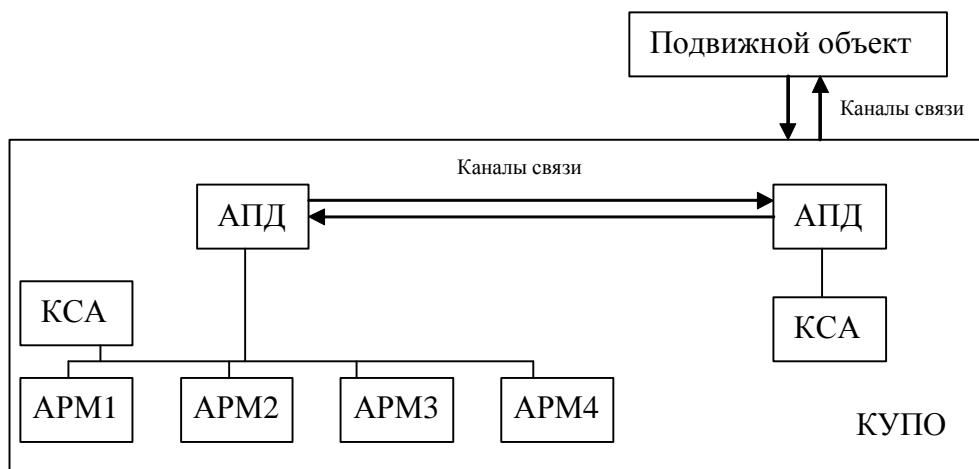 Подвижной объект
Каналы связи
Каналы связи
АПД
АПД
КСА
КСА
АРМ1
АРМ2
АРМ3
АРМ4
КУПО